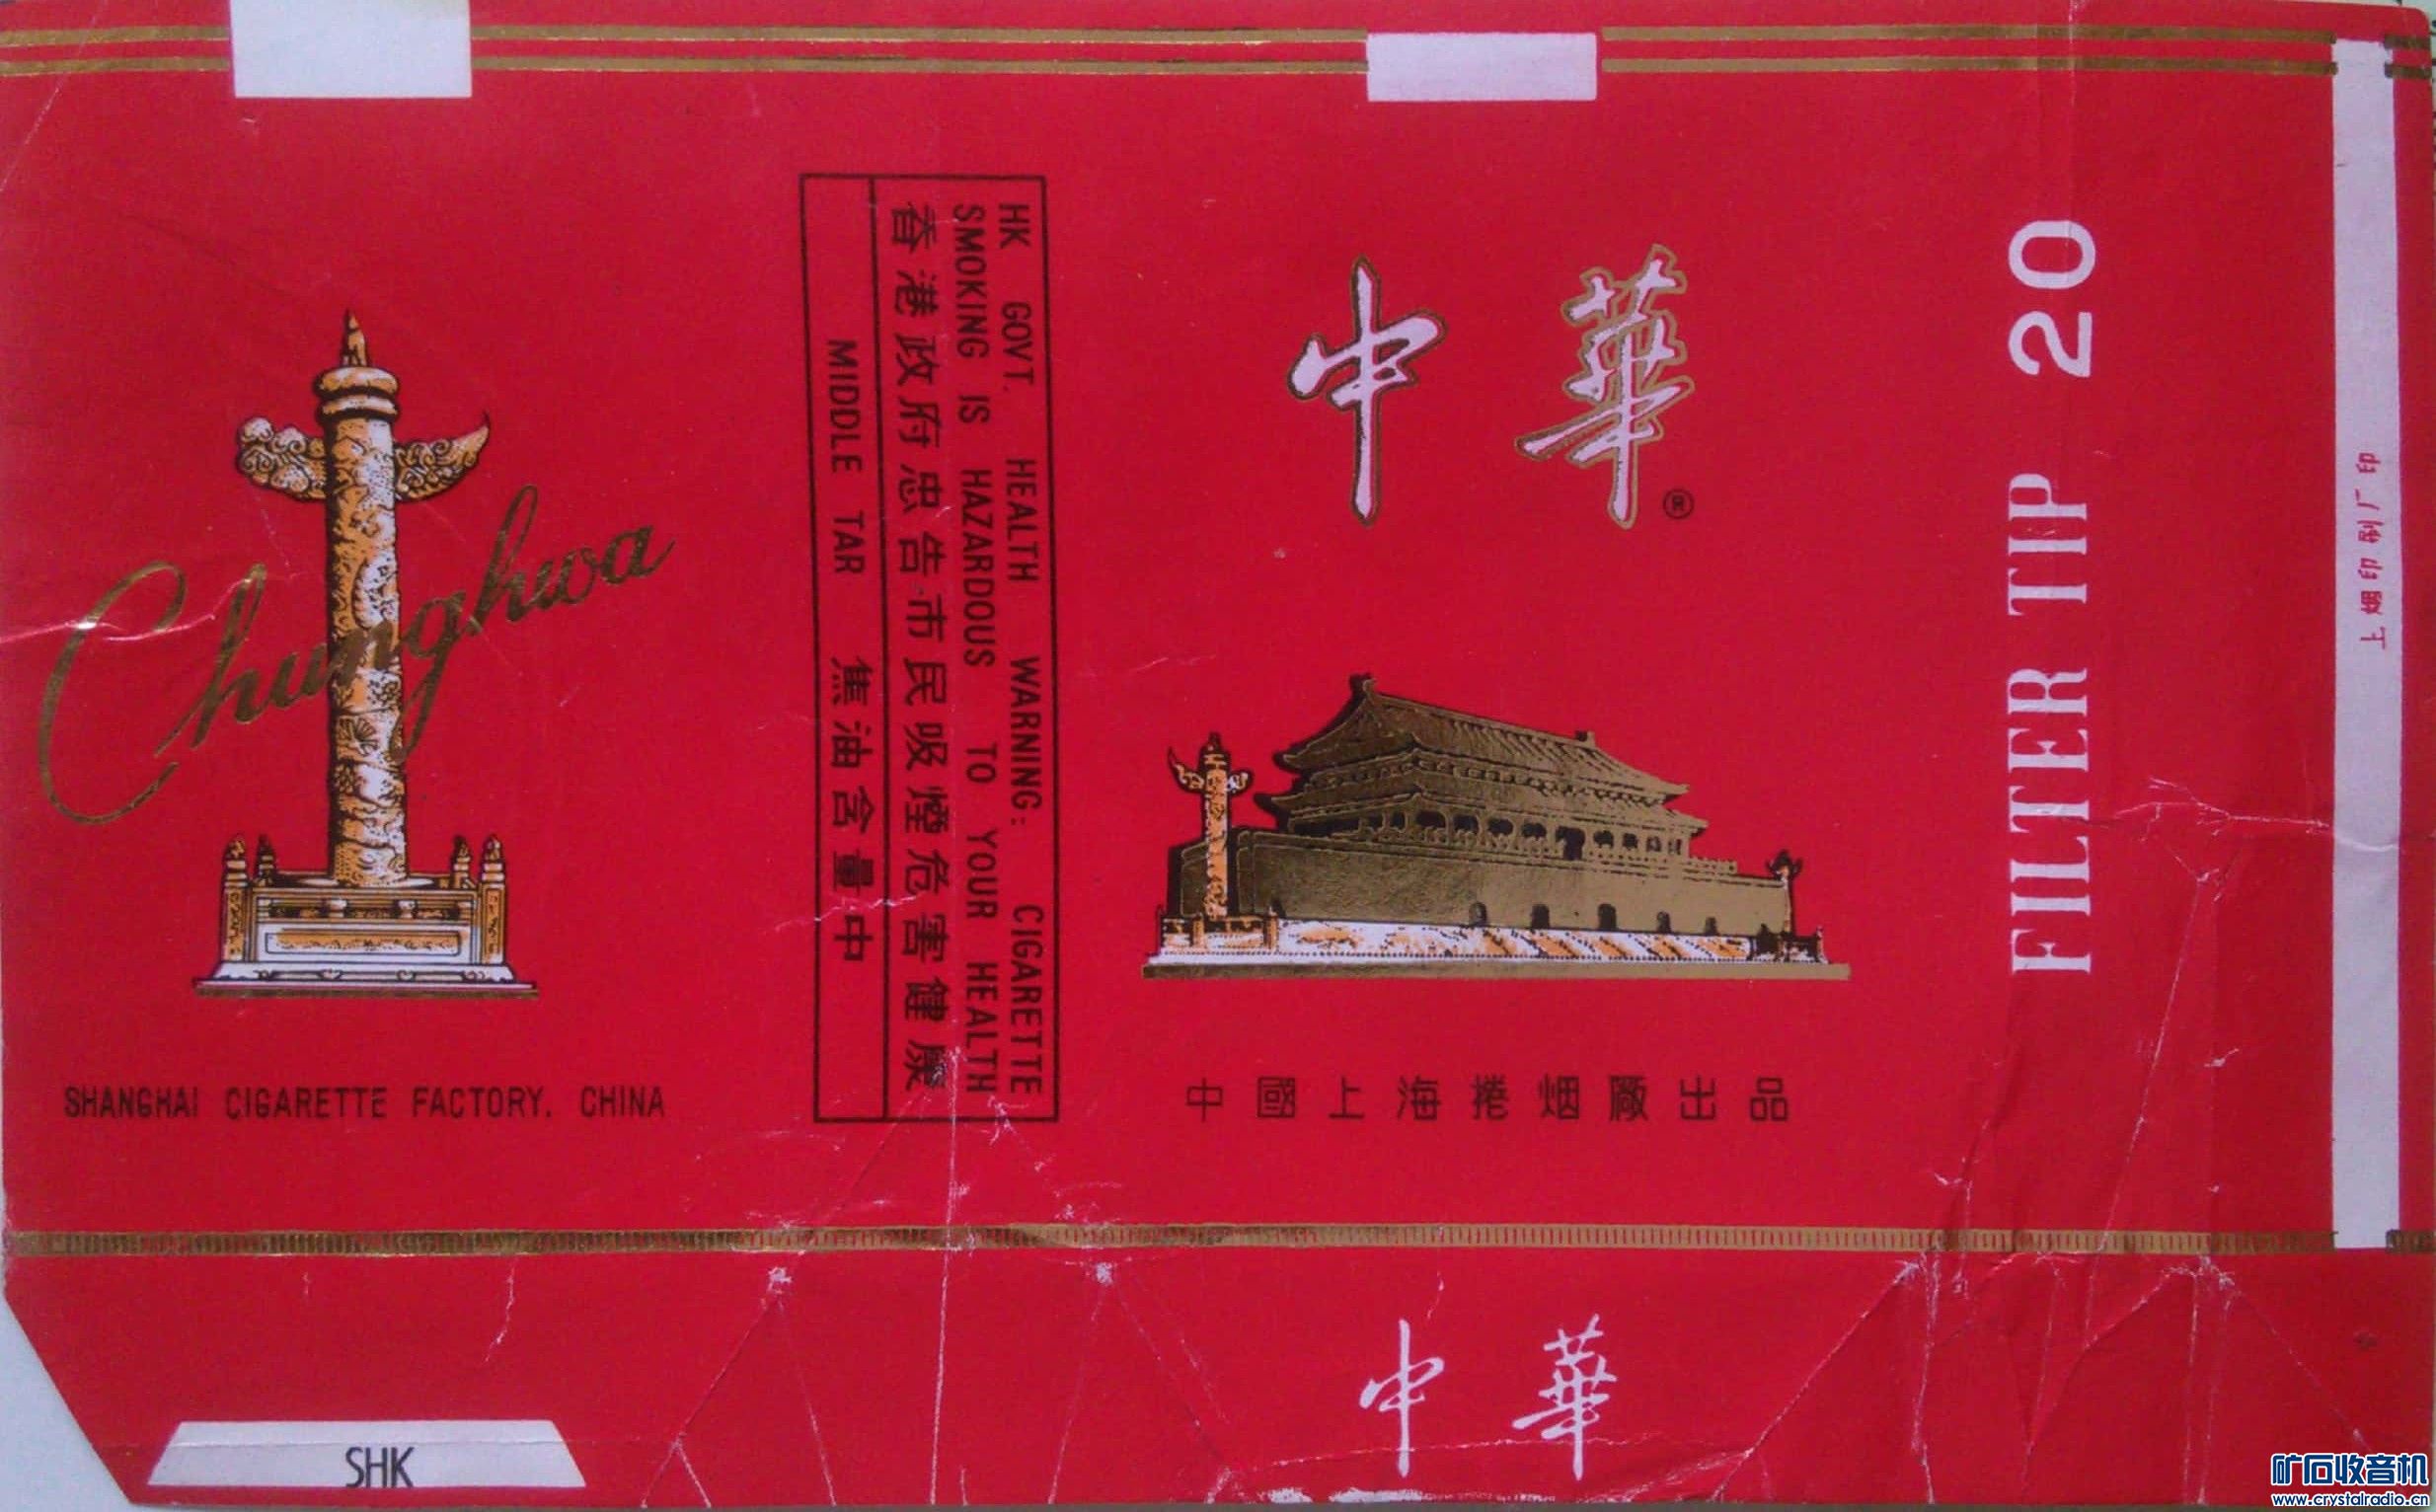 Chunghwa
SHANGHAI CIGARETTE FACTORY, CHINA
HK GOVT. HEALTH WARNING: CIGARETTE
SMOKING IS HAZARDOUS TO YOUR HEALTH
香港政府忠告市民吸煙危害健康
MIDDLE TAR 焦油含量中
中華®
中國上海捲烟廠出品
FILTER TIP 20
上烟印刷厂印
中華
SHK
矿石收音机
www.crystalradio.cn